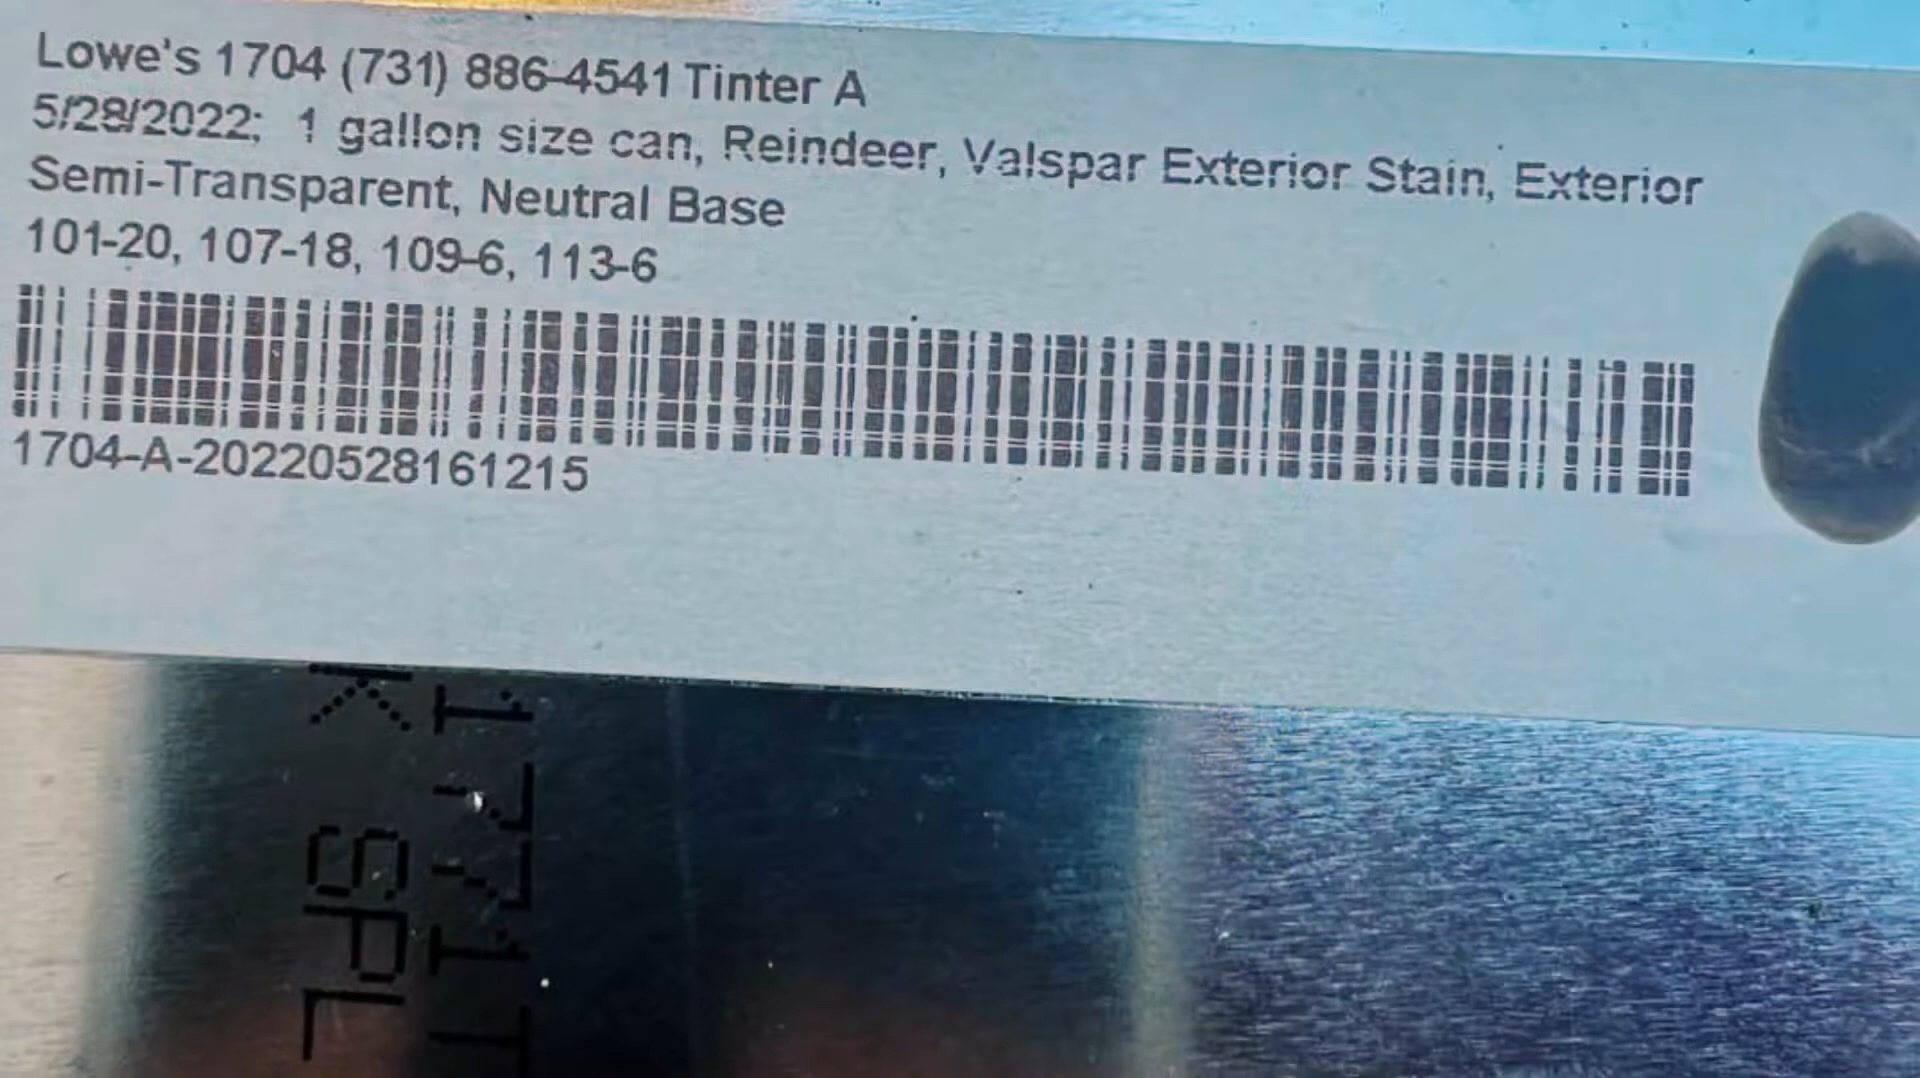 Lowe's 1704 (731) 886-4541 Tinter A
5/28/2022;  1 gallon size can, Reindeer, Valspar Exterior Stain, Exterior
Semi-Transparent, Neutral Base
101-20, 107-18, 109-6, 113-6
1704-A-20220528161215